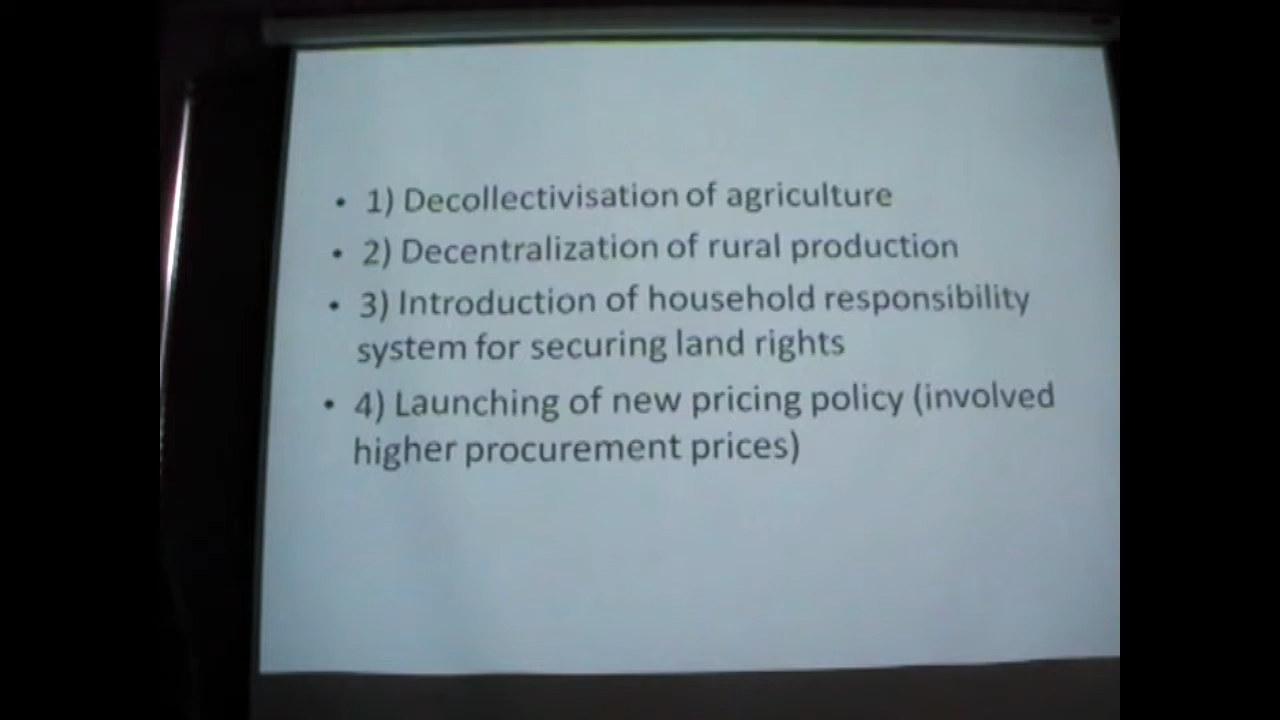 • 1) Decollectivisation of agriculture
• 2) Decentralization of rural production
• 3) Introduction of household responsibility
system for securing land rights
• 4) Launching of new pricing policy (involved
higher procurement prices)